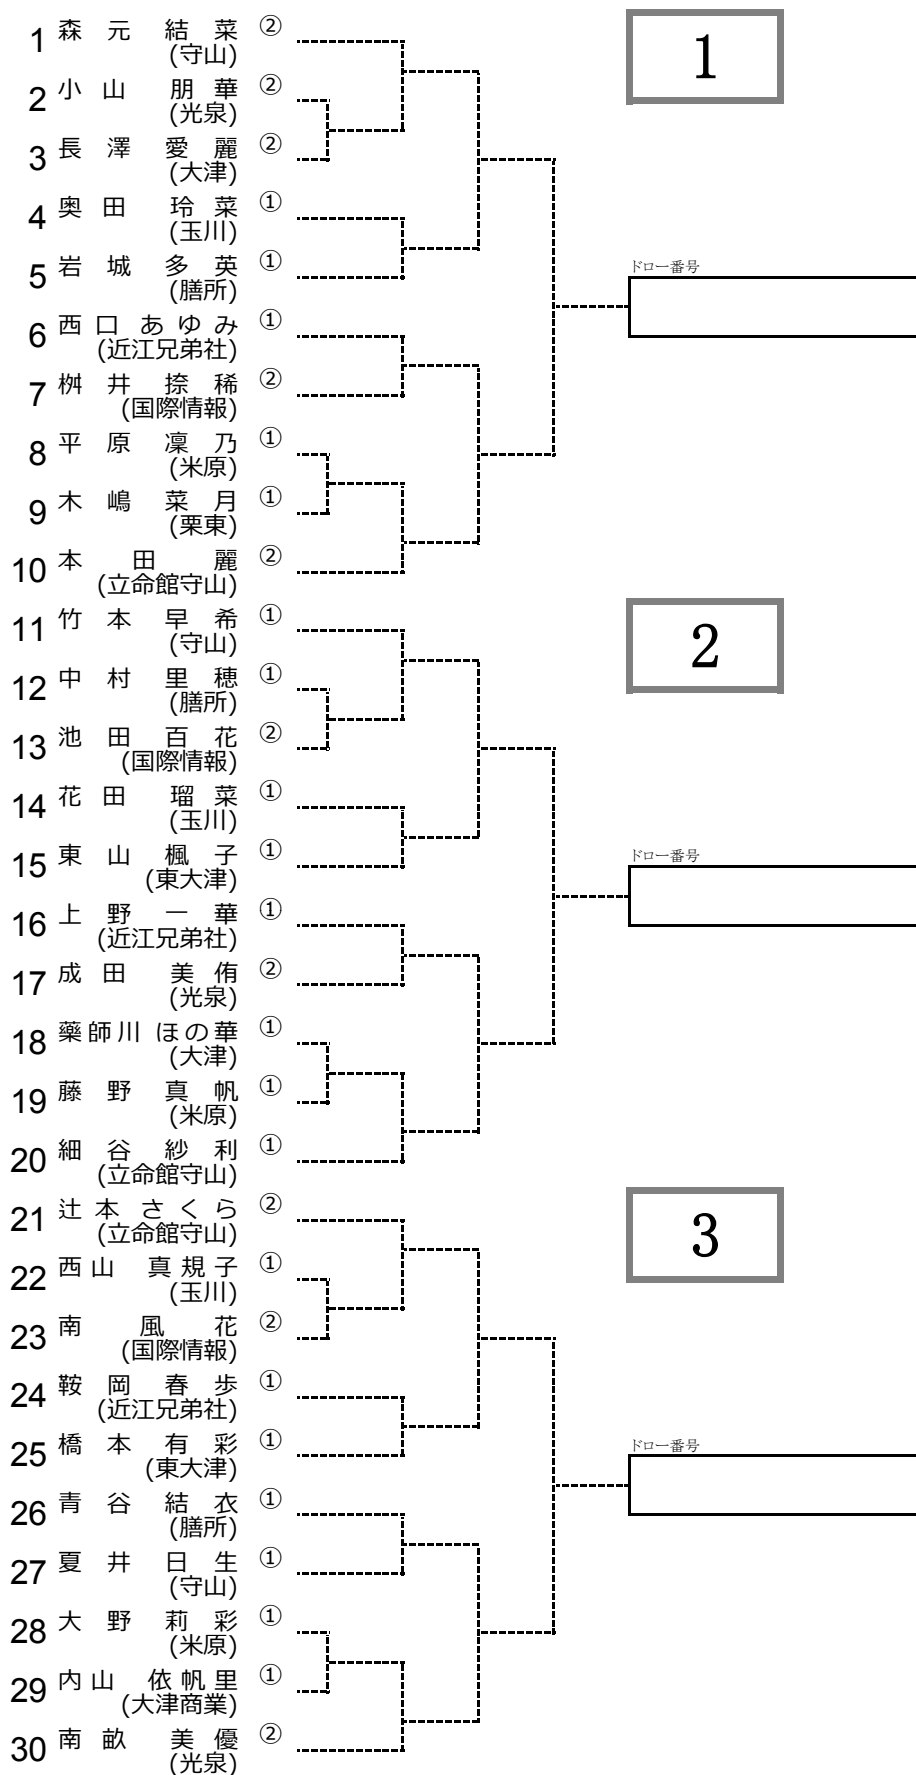 1 森元 結菜 ②
(守山)
1
2 小山 朋華 ②
(光泉)
3 長澤 愛麗 ②
(大津)
4 奥田 玲菜 ①
(玉川)
5 岩城 多英 ①
(膳所)
ドロー番号
6 西口 あゆみ ①
(近江兄弟社)
7 桝井 捺稀 ②
(国際情報)
8 平原 凜乃 ①
(米原)
9 木嶋 菜月 ①
(栗東)
10 本田 麗 ②
(立命館守山)
11 竹本 早希 ①
(守山)
2
12 中村 里穂 ①
(膳所)
13 池田 百花 ②
(国際情報)
14 花田 瑠菜 ①
(玉川)
15 東山 楓子 ①
(東大津)
ドロー番号
16 上野 一華 ①
(近江兄弟社)
17 成田 美侑 ②
(光泉)
18 藥師川 ほの華 ①
(大津)
19 藤野 真帆 ①
(米原)
20 細谷 紗利 ①
(立命館守山)
21 辻本 さくら ②
(立命館守山)
3
22 西山 真規子 ①
(玉川)
23 南 風花 ②
(国際情報)
24 鞍岡 春歩 ①
(近江兄弟社)
25 橋本 有彩 ①
(東大津)
ドロー番号
26 青谷 結衣 ①
(膳所)
27 夏井 日生 ①
(守山)
28 大野 莉彩 ①
(米原)
29 内山 依帆里 ①
(大津商業)
30 南畝 美優 ②
(光泉)